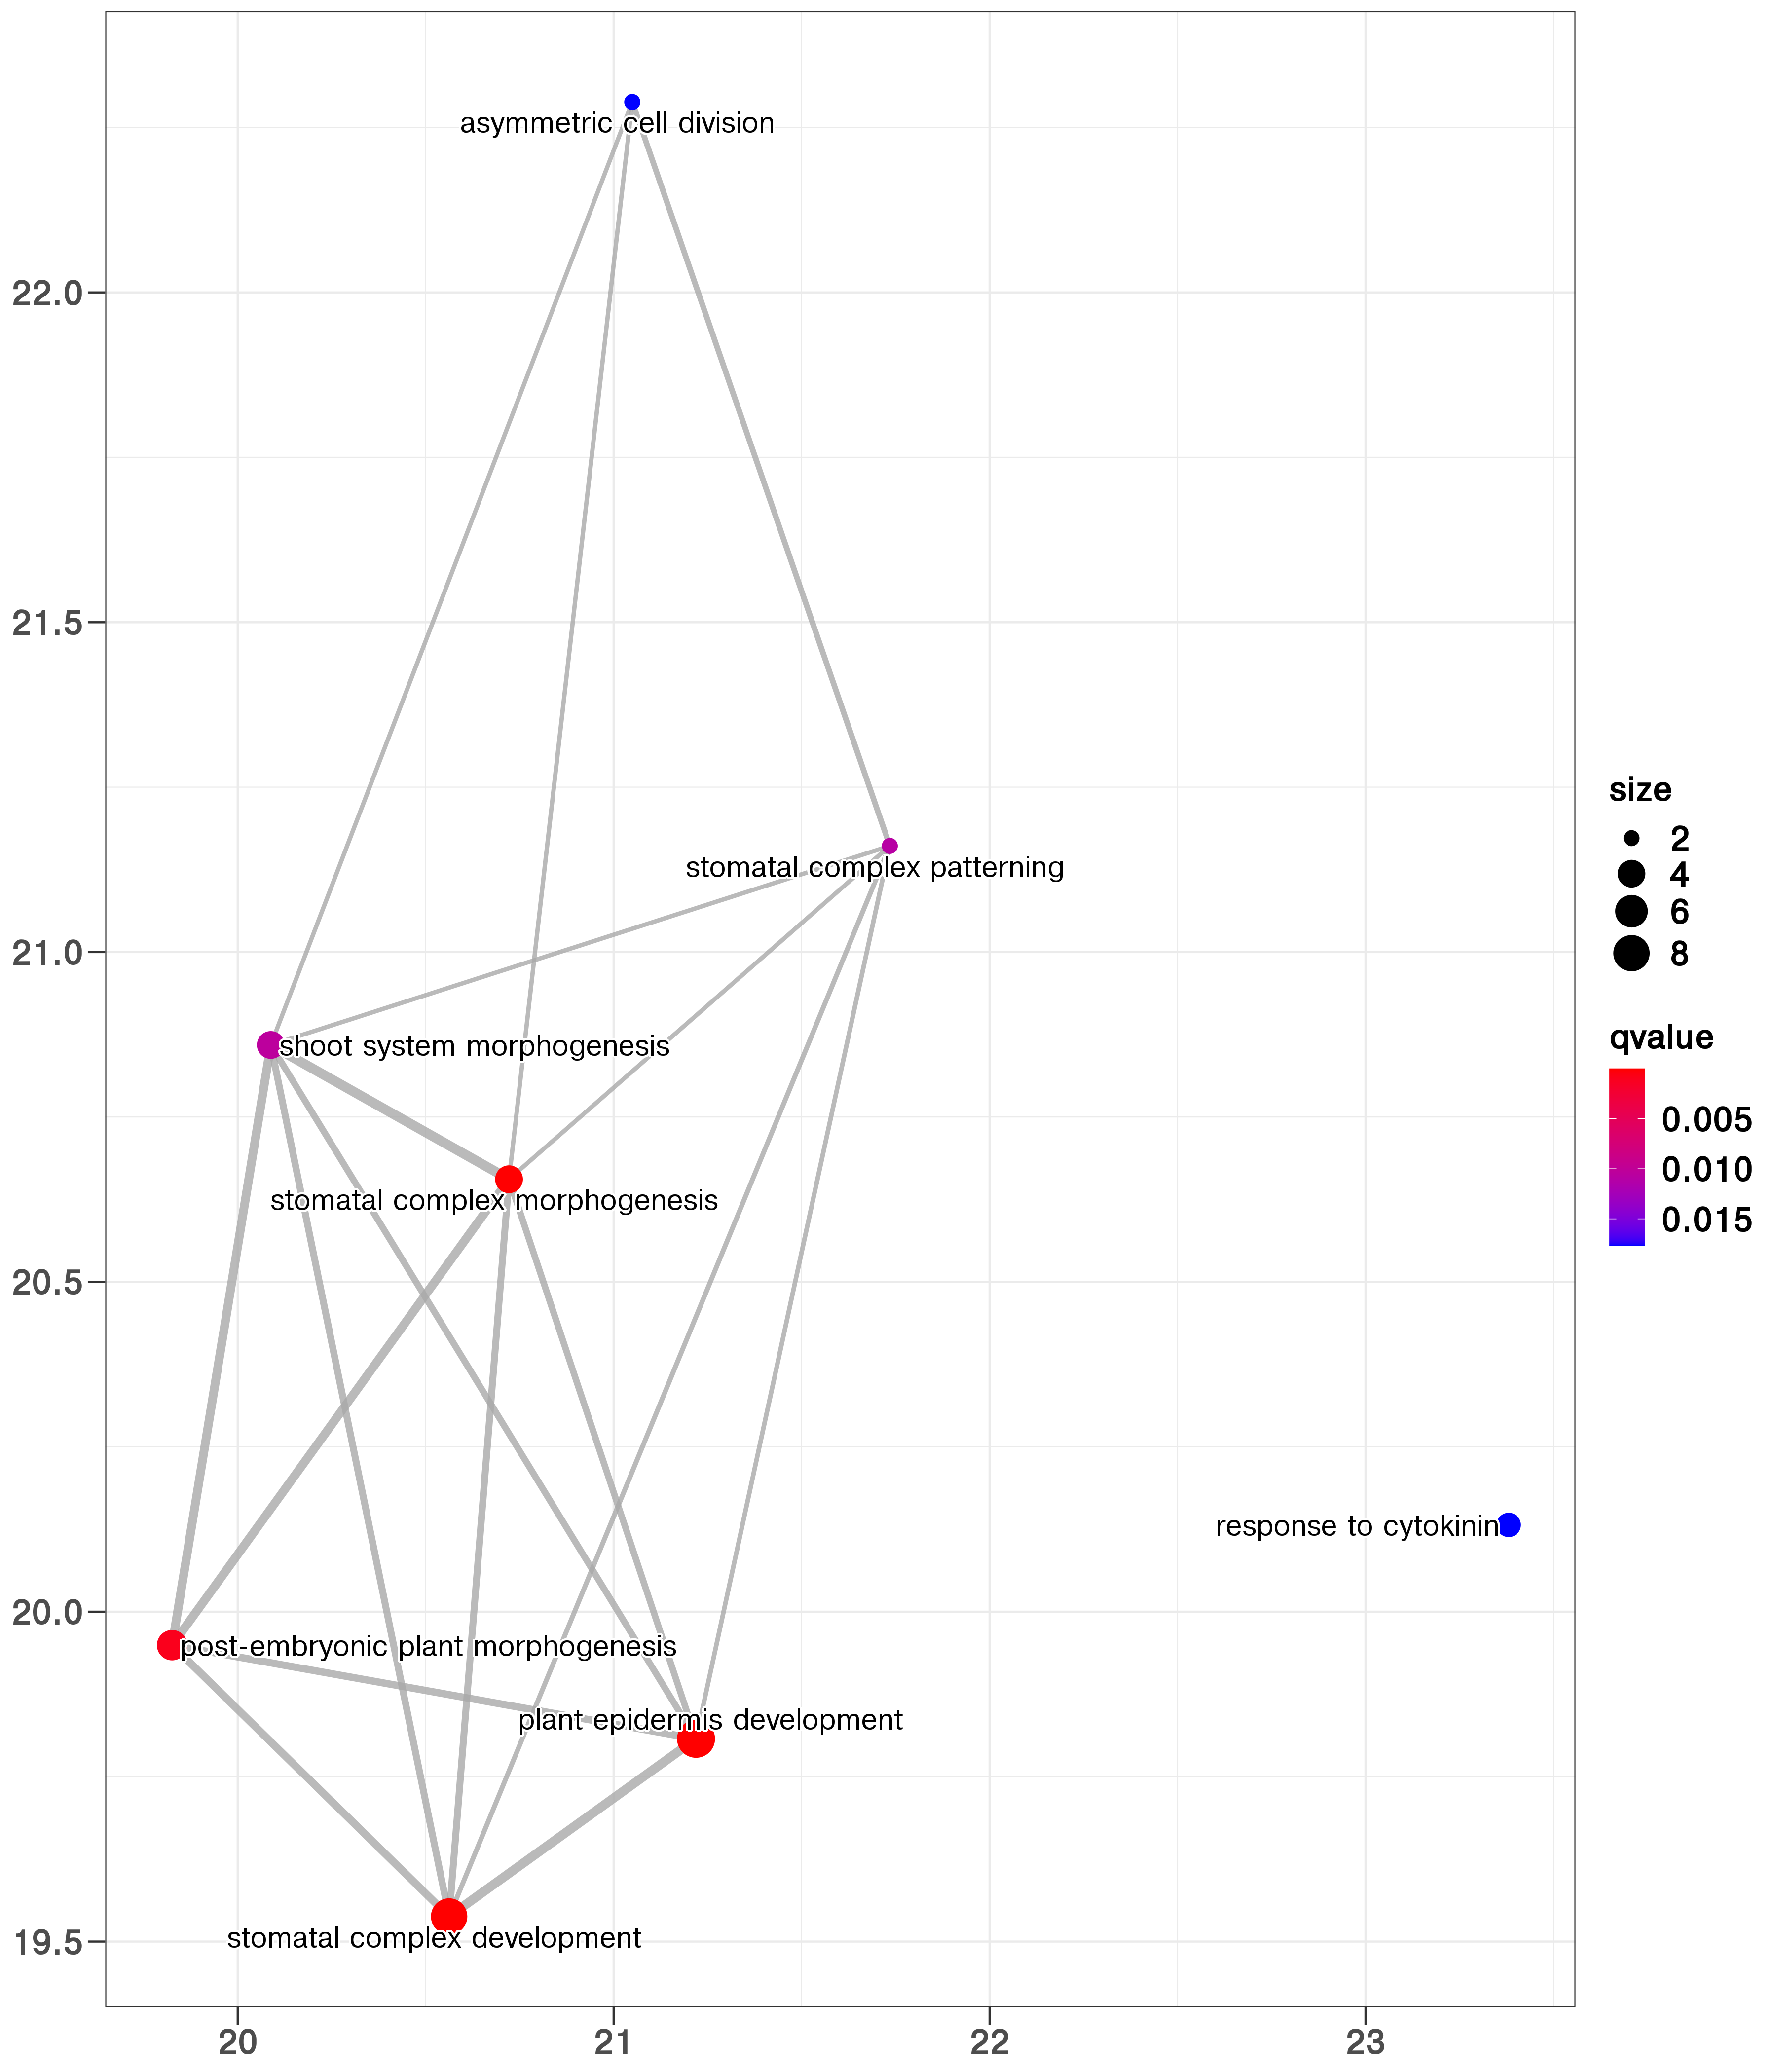 asymmetric cell division
22.0
21.5
stomatal complex patterning
21.0
shoot system morphogenesis
stomatal complex morphogenesis
20.5
response to cytokinin
20.0
post-embryonic plant morphogenesis
plant epidermis development
stomatal complex development
19.5
20 21 22 23
size
2
4
6
8
qvalue
0.005
0.010
0.015